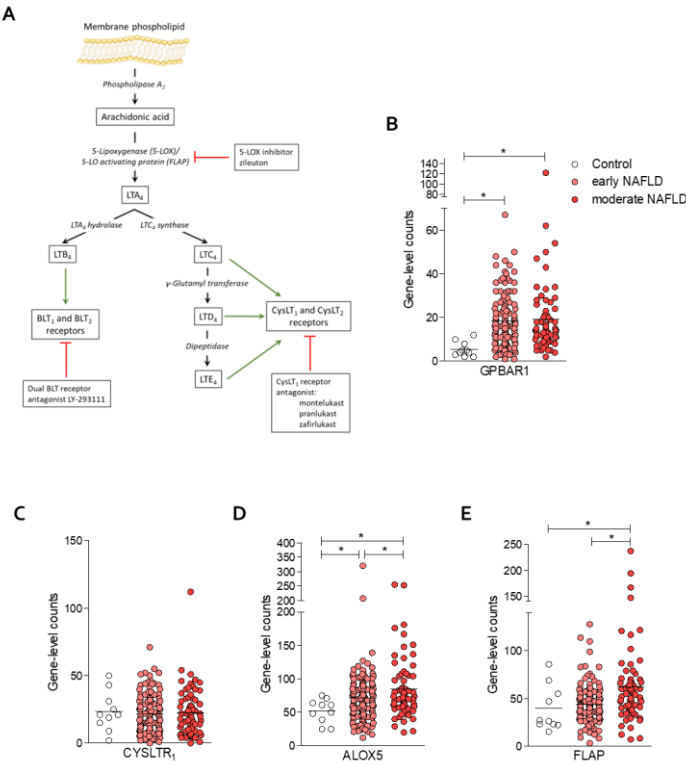 A
Membrane phospholipid
Phospholipase A₂
Arachidonic acid
5-Lipoxygenase (5-LOX)/
5-LO activating protein (FLAP)
5-LOX inhibitor
zileuton
LTA₄
LTA₄ hydrolase
LTC₄ synthase
LTB₄
LTC₄
γ-Glutamyl transferase
BLT₁ and BLT₂
receptors
LTD₄
CysLT₁ and CysLT₂
receptors
Dipeptidase
LTE₄
Dual BLT receptor
antagonist LY-293111
CysLT₁ receptor
antagonist:
montelukast
pranlukast
zafirlukast
B
Gene-level counts
140
120
100
80
60
40
20
0
*
*
GPBAR1
Control
early NAFLD
moderate NAFLD
C
Gene-level counts
150
100
50
0
CYSLTR₁
D
Gene-level counts
400
350
300
250
200
200
150
100
50
0
*
*
*
ALOX5
E
Gene-level counts
250
200
150
100
50
0
*
*
FLAP